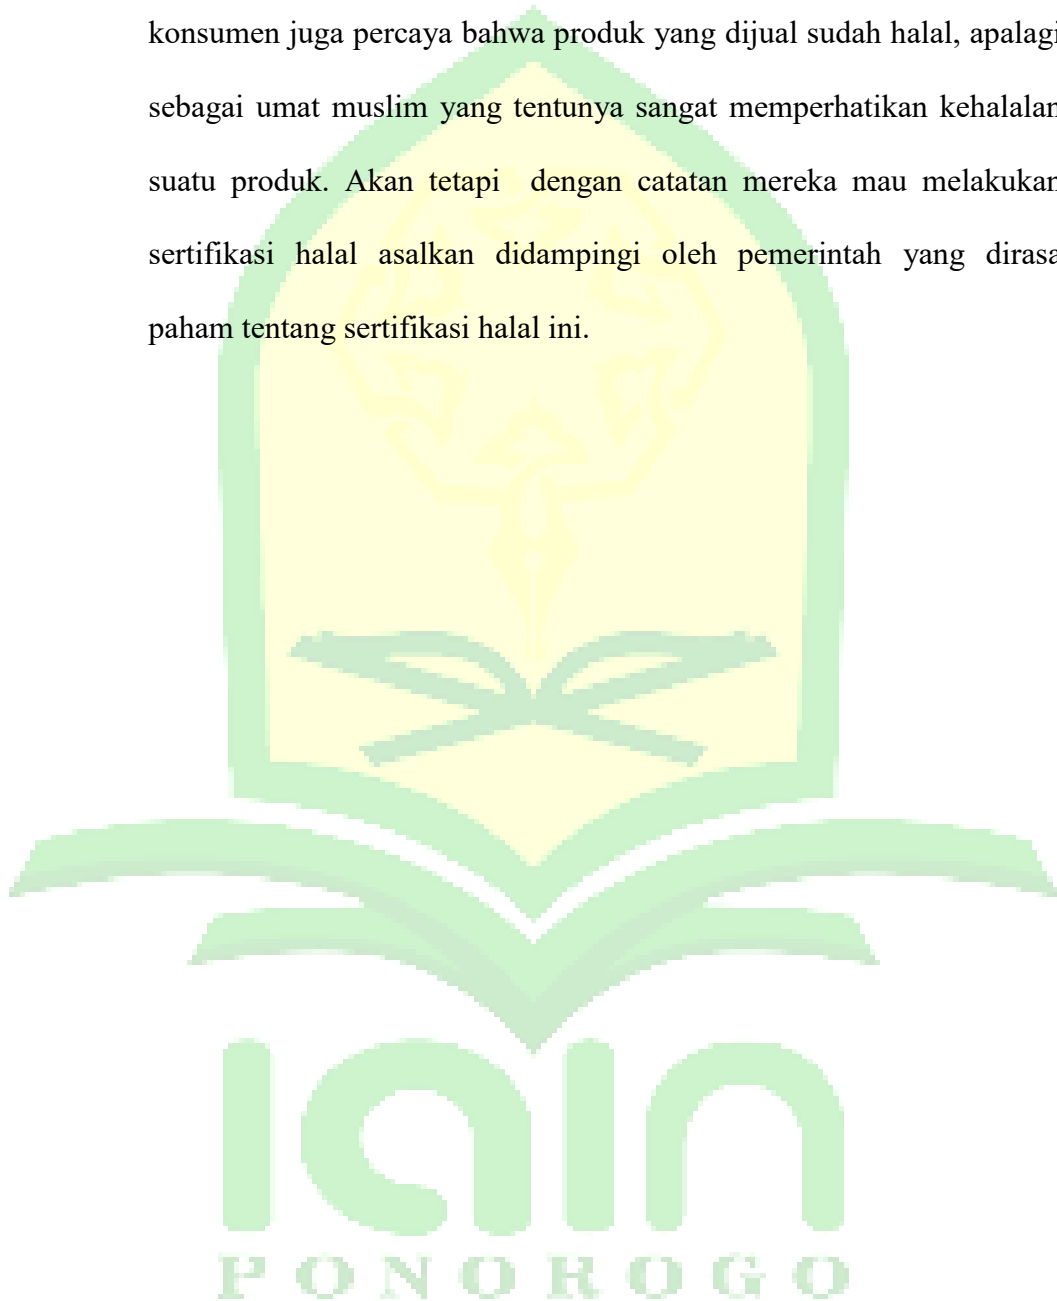 konsumen juga percaya bahwa produk yang dijual sudah halal, apalagi
sebagai umat muslim yang tentunya sangat memperhatikan kehalalan
suatu produk. Akan tetapi dengan catatan mereka mau melakukan
sertifikasi halal asalkan didampingi oleh pemerintah yang dirasa
paham tentang sertifikasi halal ini.
iain
PONOROGO